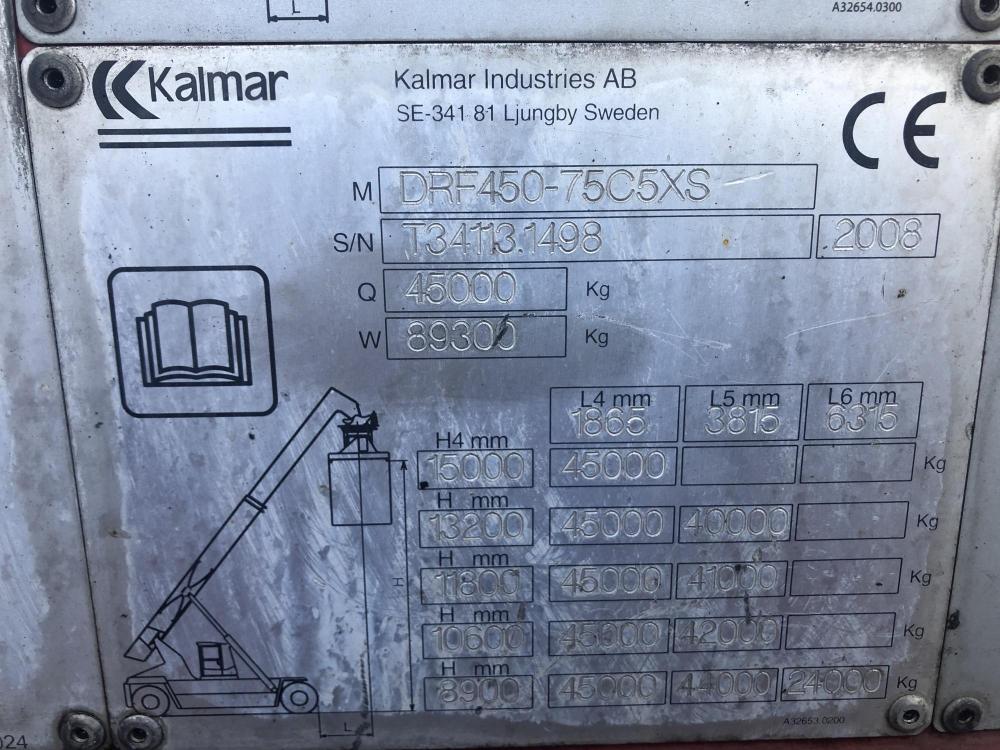 L
A32654.0300
Kalmar
Kalmar Industries AB
SE-341 81 Ljungby Sweden
CE
M DRF450-75C5XS
S/N T34113.1498 2008
Q 45000 Kg
W 89300 Kg
L4 mm L5 mm L6 mm
1865 3815 6315
H4 mm
15000 45000 Kg
H mm
13200 45000 40000 Kg
H mm
11800 45000 41000 Kg
H mm
10600 45000 42000 Kg
H mm
8900 45000 44000 24000 Kg
H
L
A32653.0200
024